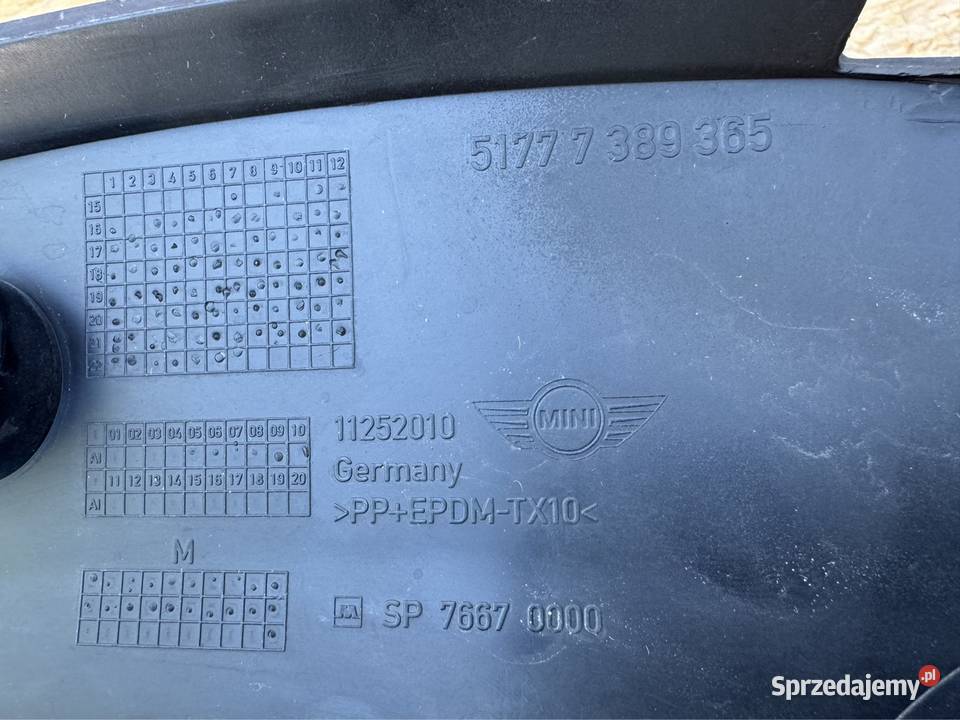 5177 7 389 365
1 2 3 4 5 6 7 8 9 10 11 12
15
16
17
18
19
20
21
22
01 02 03 04 05 06 07 08 09 10
AI
11 12 13 14 15 16 17 18 19 20
AI
11252010
MINI
Germany
>PP+EPDM-TX10<
M
SP 7667 0000
Sprzedajemy.pl